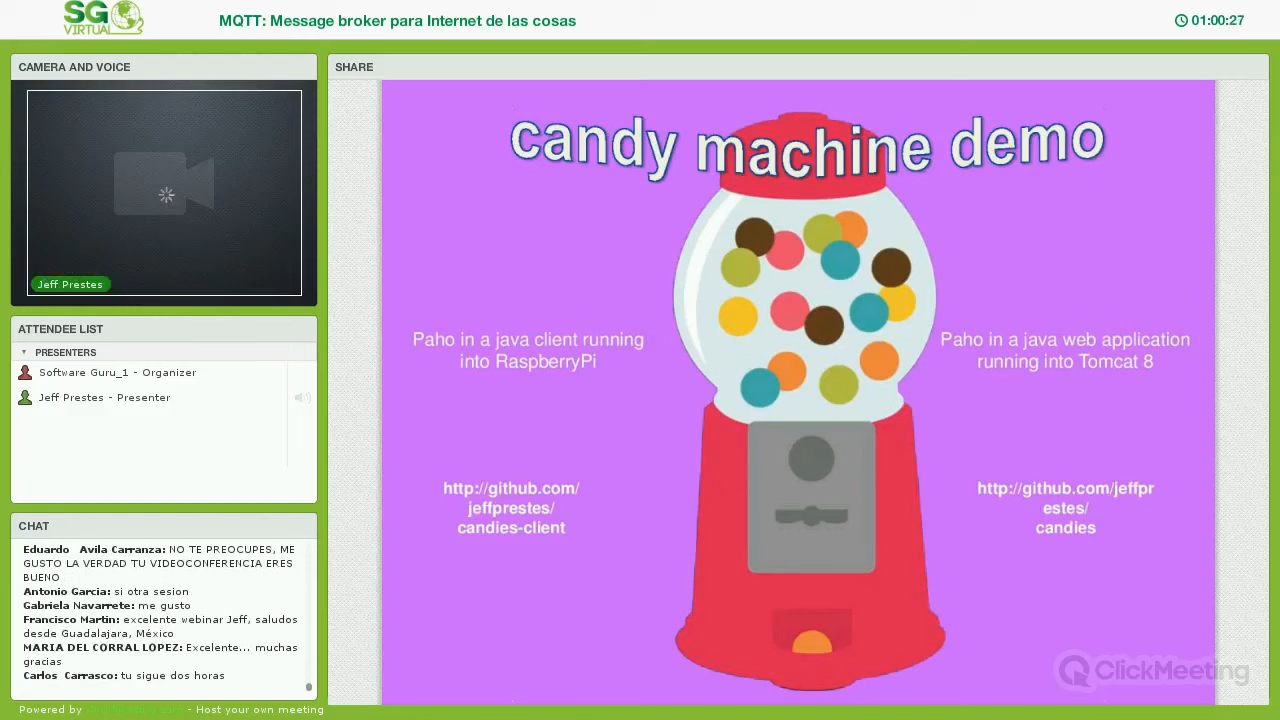 SG
VIRTUAL
MQTT: Message broker para Internet de las cosas
01:00:27
CAMERA AND VOICE
Jeff Prestes
ATTENDEE LIST
PRESENTERS
Software Guru_1 - Organizer
Jeff Prestes - Presenter
CHAT
Eduardo Avila Carranza: NO TE PREOCUPES, ME
GUSTO LA VERDAD TU VIDEOCONFERENCIA ERES
BUENO
Antonio Garcia: si otra sesion
Gabriela Navarrete: me gusto
Francisco Martin: excelente webinar Jeff, saludos
desde Guadalajara, México
MARIA DEL CORRAL LOPEZ: Excelente... muchas
gracias
Carlos Carrasco: tu sigue dos horas
Powered by
- Host your own meeting
SHARE
candy machine demo
Paho in a java client running
into RaspberryPi
http://github.com/
jeffprestes/
candies-client
Paho in a java web application
running into Tomcat 8
http://github.com/jeffpr
estes/
candies
ClickMeeting